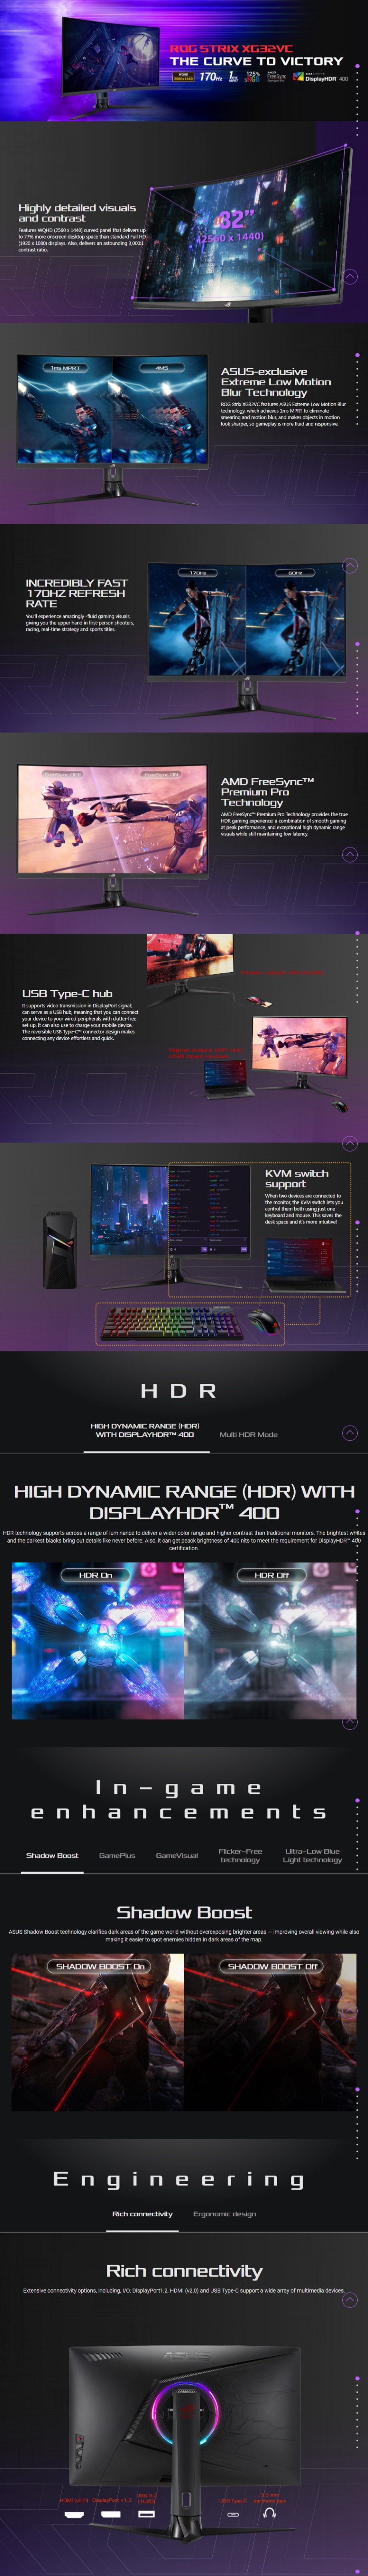 ROG STRIX XG32VC
THE CURVE TO VICTORY
WQHD
2560x1440
170Hz
1ms
MPRT
125%
sRGB
AMD
FreeSync
Premium Pro
DisplayHDR 400
Highly detailed visuals
and contrast
Features WQHD (2560 x 1440) curved panel that delivers up
to 77% more onscreen desktop space than standard Full HD
(1920 x 1080) displays. Also, delivers an astounding 3,000:1
contrast ratio.
(2560 x 1440)
1ms MPRT
4MS
ASUS-exclusive
Extreme Low Motion
Blur Technology
ROG Strix XG32VC features ASUS Extreme Low Motion Blur
technology, which achieves 1ms MPRT to eliminate
smearing and motion blur, and makes objects in motion
look sharper, so gameplay is more fluid and responsive.
INCREDIBLY FAST
170HZ REFRESH
RATE
You'll experience amazingly -fluid gaming visuals,
giving you the upper hand in first-person shooters,
racing, real-time strategy and sports titles.
170Hz
60Hz
FreeSync OFF
FreeSync ON
AMD FreeSync™
Premium Pro
Technology
AMD FreeSync™ Premium Pro Technology provides the true
HDR gaming experience: a combination of smooth gaming
at peak performance, and exceptional high dynamic range
visuals while still maintaining low latency.
USB Type-C hub
It supports video transmission in DisplayPort signal;
can serve as a USB hub, meaning that you can connect
your device to your wired peripherals with clutter-free
set-up. It can also use to charge your mobile device.
The reversible USB Type-C™ connector design makes
connecting any device effortless and quick.
KVM switch
support
When two devices are connected to
the monitor, the KVM switch lets you
control them both using just one
keyboard and mouse. This saves the
desk space and it's more intuitive!
HDR
HIGH DYNAMIC RANGE (HDR)
WITH DISPLAYHDR™ 400
Multi HDR Mode
HIGH DYNAMIC RANGE (HDR) WITH
DISPLAYHDR™ 400
HDR technology supports across a range of luminance to deliver a wider color range and higher contrast than traditional monitors. The brightest whites
and the darkest blacks bring out details like never before. Also, it can get peack brightness of 400 nits to meet the requirement for DisplayHDR™ 400
certification.
HDR On
HDR Off
In-game
enhancements
Shadow Boost
GamePlus
GameVisual
Flicker-Free
technology
Ultra-Low Blue
Light technology
Shadow Boost
ASUS Shadow Boost technology clarifies dark areas of the game world without overexposing brighter areas — improving overall viewing while also
making it easier to spot enemies hidden in dark areas of the map.
SHADOW BOOST On
SHADOW BOOST Off
Engineering
Rich connectivity
Ergonomic design
Rich connectivity
Extensive connectivity options, including, I/O: DisplayPort1.2, HDMI (v2.0) and USB Type-C support a wide array of multimedia devices.
ASUS
USB 3.0
USB Type-C
3.5 mm
earphone jack